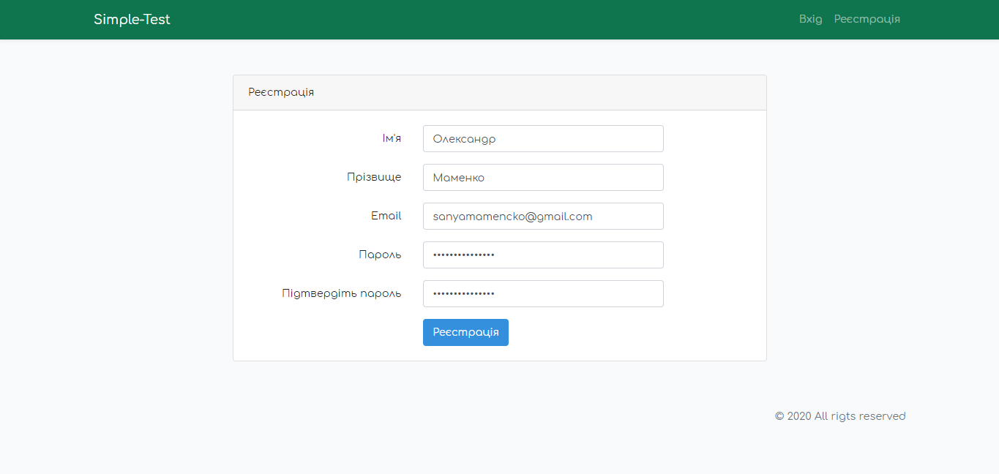 Simple-Test
Вхід Реєстрація
Реєстрація
Ім'я Олександр
Прізвище Маменко
Email sanyamamencko@gmail.com
Пароль •••••••••••••••
Підтвердіть пароль •••••••••••••••
Реєстрація
© 2020 All rigts reserved